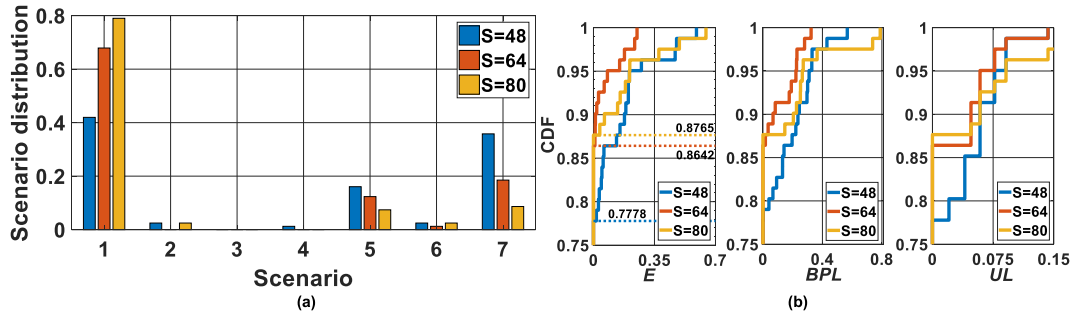 Scenario distribution
0.8
0.6
0.4
0.2
0
1 2 3 4 5 6 7
Scenario
S=48
S=64
S=80
(a)
CDF
1
0.95
0.9
0.85
0.8
0.75
0.8765
0.8642
0.7778
S=48
S=64
S=80
0 0.35 0.7
E
1
0.95
0.9
0.85
0.8
0.75
S=48
S=64
S=80
0 0.4 0.8
BPL
(b)
1
0.95
0.9
0.85
0.8
0.75
S=48
S=64
S=80
0 0.075 0.15
UL